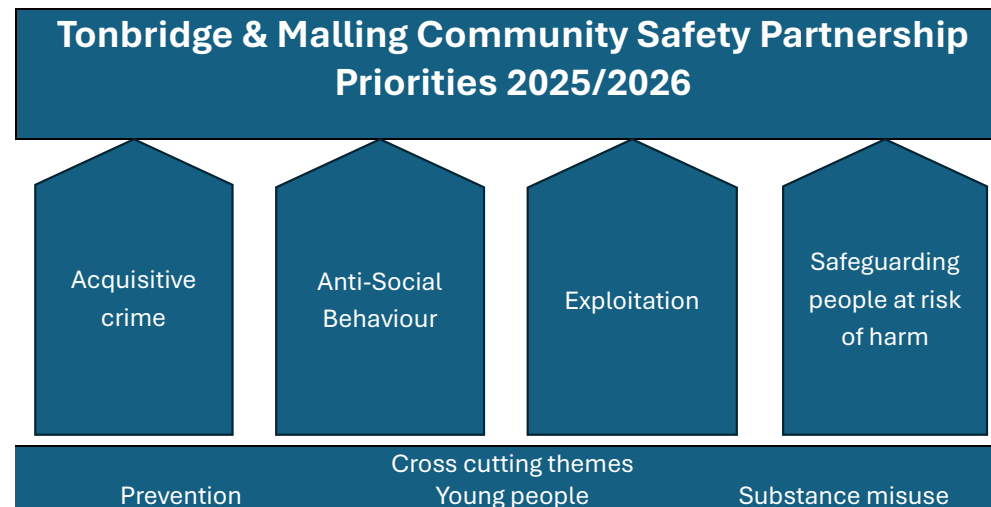 Tonbridge & Malling Community Safety Partnership
Priorities 2025/2026
Acquisitive
crime
Anti-Social
Behaviour
Exploitation
Safeguarding
people at risk
of harm
Cross cutting themes
Prevention Young people Substance misuse